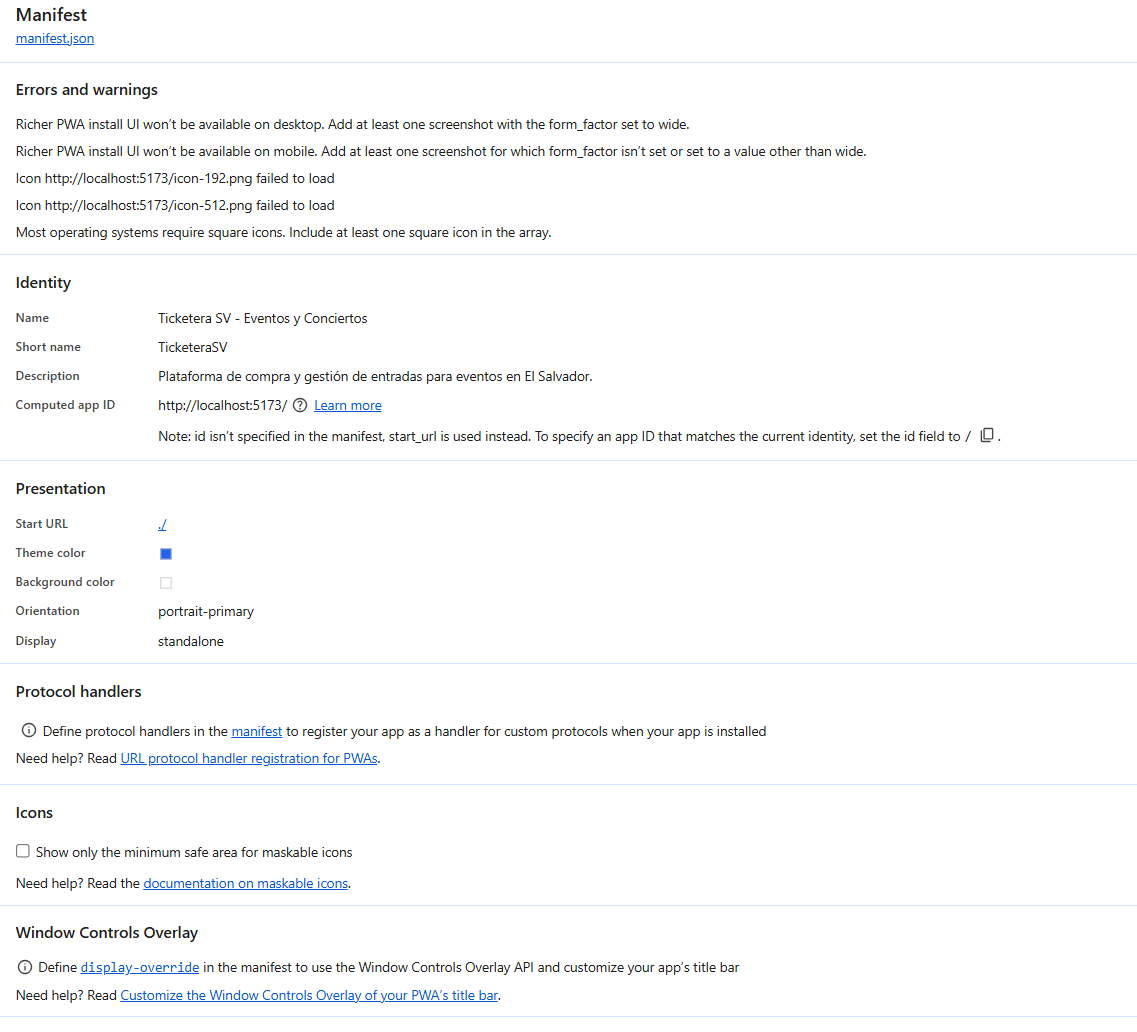 Manifest
manifest.json
Errors and warnings
Richer PWA install UI won't be available on desktop. Add at least one screenshot with the form_factor set to wide.
Richer PWA install UI won't be available on mobile. Add at least one screenshot for which form_factor isn't set or set to a value other than wide.
Icon http://localhost:5173/icon-192.png failed to load
Icon http://localhost:5173/icon-512.png failed to load
Most operating systems require square icons. Include at least one square icon in the array.
Identity
Name Ticketera SV - Eventos y Conciertos
Short name TicketeraSV
Description Plataforma de compra y gestión de entradas para eventos en El Salvador.
Computed app ID http://localhost:5173/ Learn more
Note: id isn't specified in the manifest, start_url is used instead. To specify an app ID that matches the current identity, set the id field to / .
Presentation
Start URL ./
Theme color
Background color
Orientation portrait-primary
Display standalone
Protocol handlers
Define protocol handlers in the manifest to register your app as a handler for custom protocols when your app is installed
Need help? Read URL protocol handler registration for PWAs.
Icons
Show only the minimum safe area for maskable icons
Need help? Read the documentation on maskable icons.
Window Controls Overlay
Define display-override in the manifest to use the Window Controls Overlay API and customize your app's title bar
Need help? Read Customize the Window Controls Overlay of your PWA's title bar.